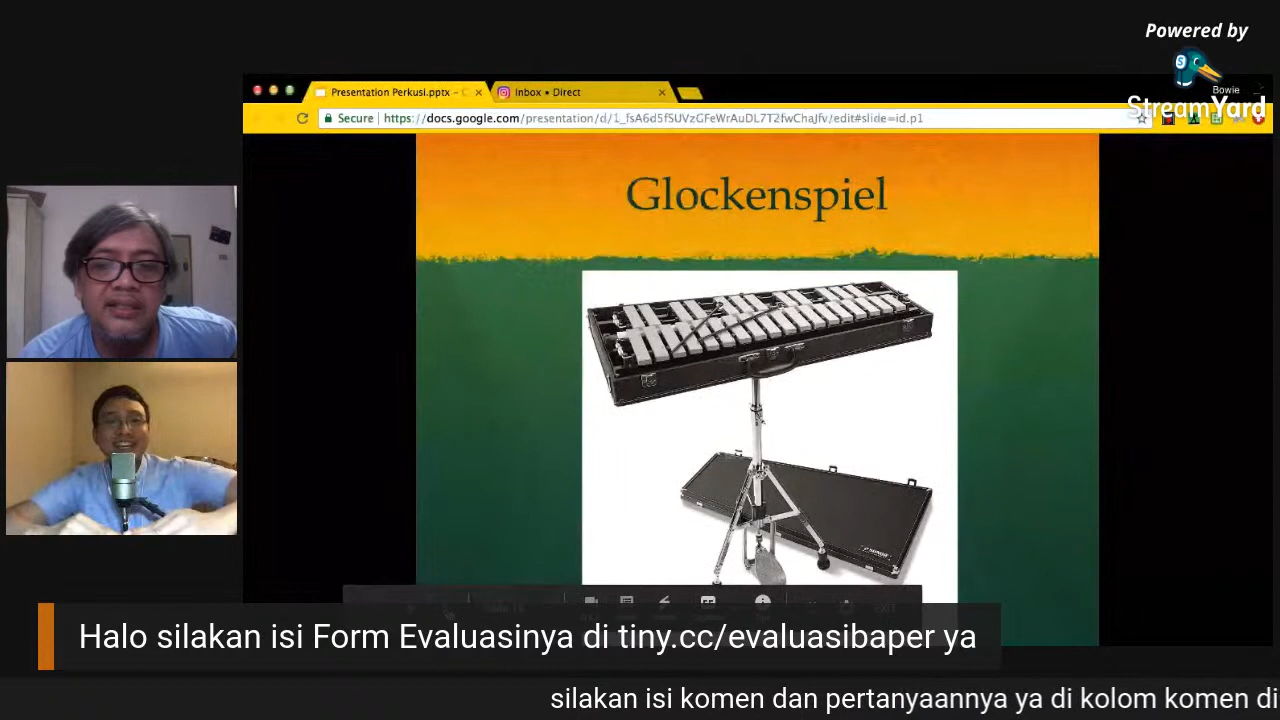 Powered by
StreamYard
Bowie
Presentation Perkusi.pptx -
Inbox • Direct
Secure
https://docs.google.com/presentation/d/1_fsA6d5fSUVzGFeWrAuDL7T2fwChaJfv/edit#slide=id.p1
Glockenspiel
EXIT
Halo silakan isi Form Evaluasinya di tiny.cc/evaluasibaper ya
silakan isi komen dan pertanyaannya ya di kolom komen di